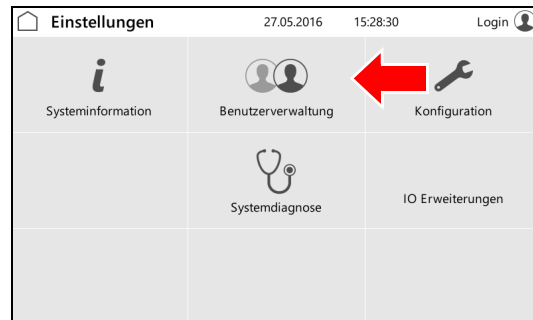 Einstellungen 27.05.2016 15:28:30 Login
Systeminformation Benutzerverwaltung Konfiguration
Systemdiagnose IO Erweiterungen